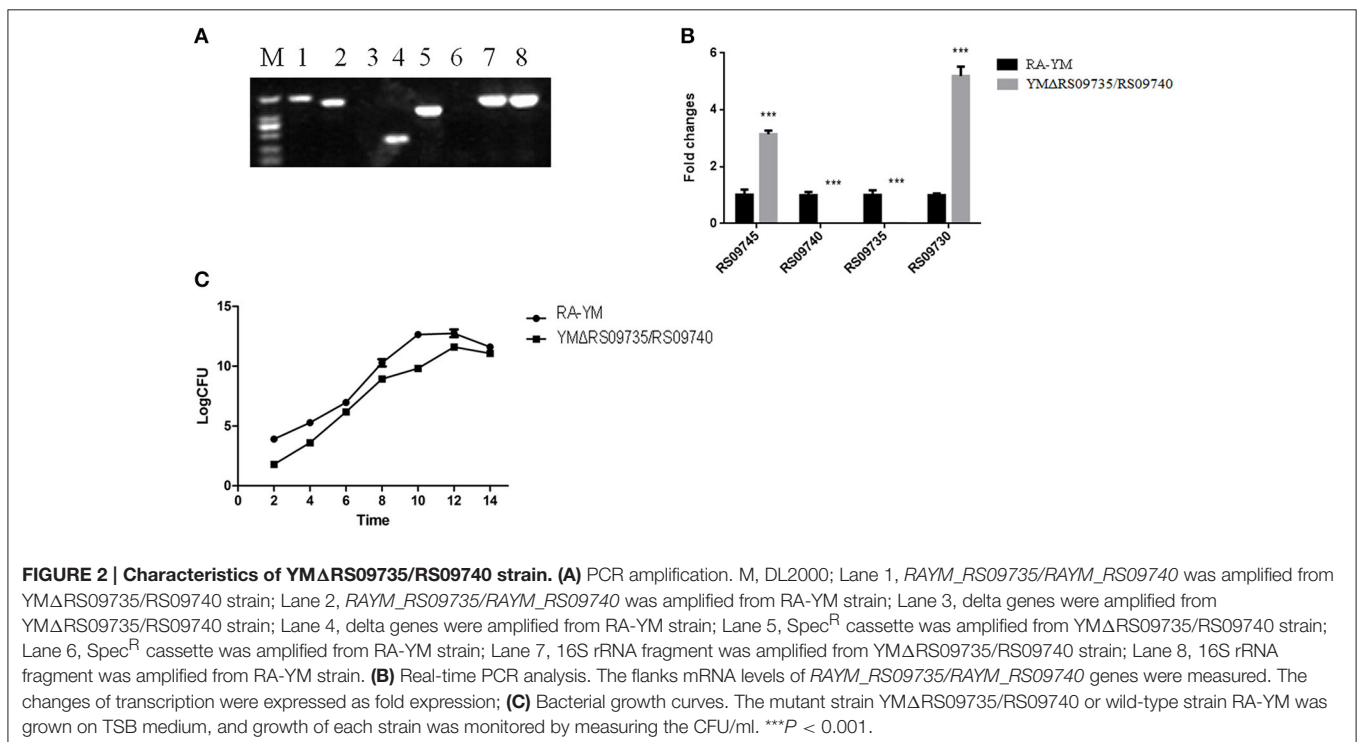 A
M 1 2 3 4 5 6 7 8
B
Fold changes
6
4
2
0
***
***
***
***
RS09745
RS09740
RS09735
RS09730
RA-YM
YMΔRS09735/RS09740
C
LogCFU
15
10
5
0
0 2 4 6 8 10 12 14
Time
RA-YM
YMΔRS09735/RS09740
FIGURE 2 | Characteristics of YMΔRS09735/RS09740 strain. (A) PCR amplification. M, DL2000; Lane 1, RAYM_RS09735/RAYM_RS09740 was amplified from
YMΔRS09735/RS09740 strain; Lane 2, RAYM_RS09735/RAYM_RS09740 was amplified from RA-YM strain; Lane 3, delta genes were amplified from
YMΔRS09735/RS09740 strain; Lane 4, delta genes were amplified from RA-YM strain; Lane 5, Spec^R cassette was amplified from YMΔRS09735/RS09740 strain;
Lane 6, Spec^R cassette was amplified from RA-YM strain; Lane 7, 16S rRNA fragment was amplified from YMΔRS09735/RS09740 strain; Lane 8, 16S rRNA
fragment was amplified from RA-YM strain. (B) Real-time PCR analysis. The flanks mRNA levels of RAYM_RS09735/RAYM_RS09740 genes were measured. The
changes of transcription were expressed as fold expression; (C) Bacterial growth curves. The mutant strain YMΔRS09735/RS09740 or wild-type strain RA-YM was
grown on TSB medium, and growth of each strain was monitored by measuring the CFU/ml. ***P < 0.001.